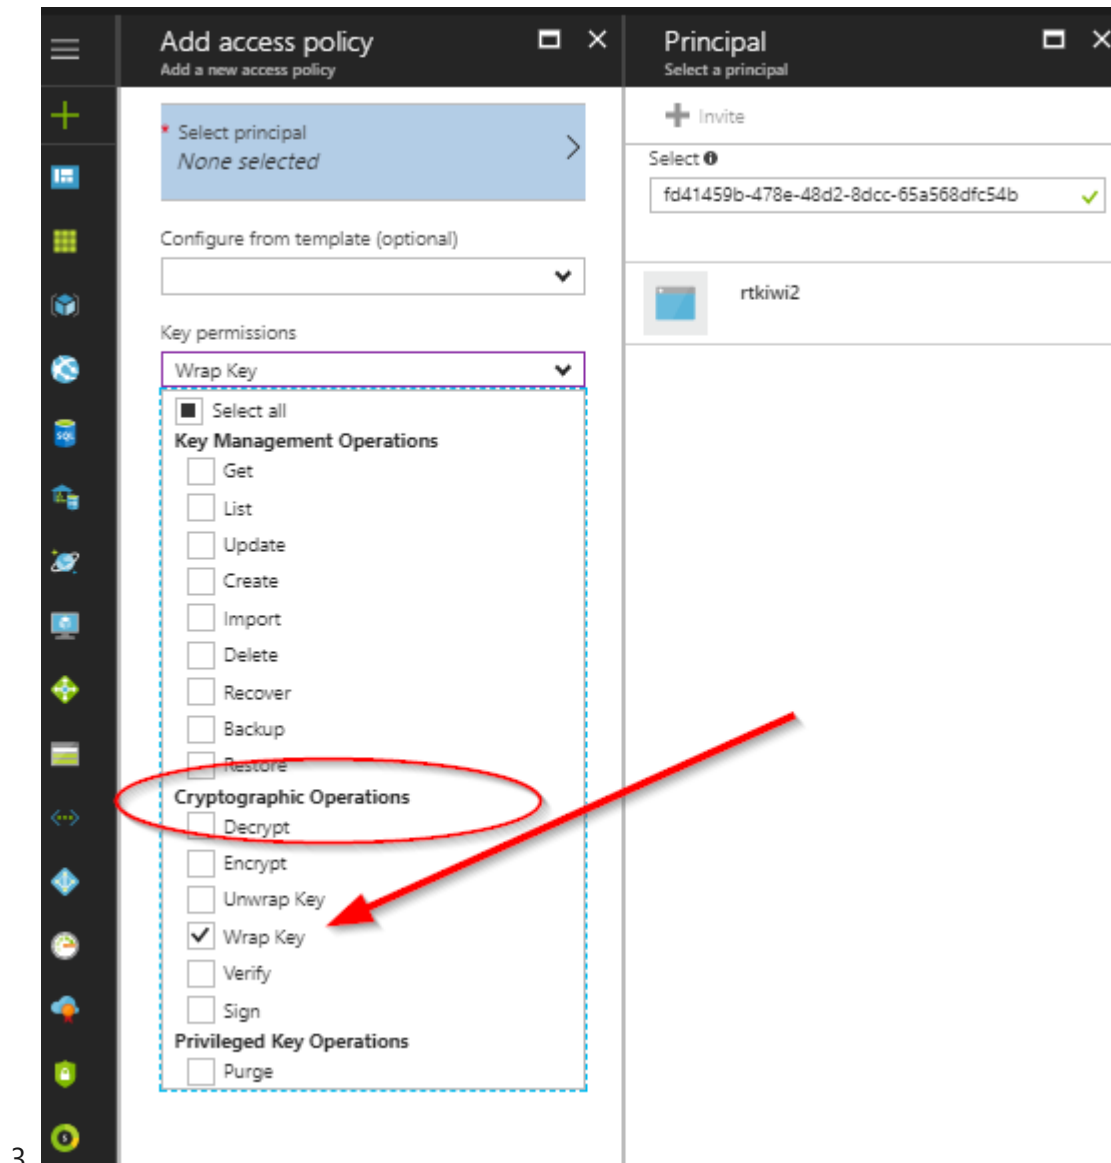 Add access policy
Add a new access policy
* Select principal
None selected
Configure from template (optional)
Key permissions
Wrap Key
Select all
Key Management Operations
Get
List
Update
Create
Import
Delete
Recover
Backup
Restore
Cryptographic Operations
Decrypt
Encrypt
Unwrap Key
Wrap Key
Verify
Sign
Privileged Key Operations
Purge
Principal
Select a principal
Invite
Select
fd41459b-478e-48d2-8dcc-65a568dfc54b
rtkiwi2
SQL
3